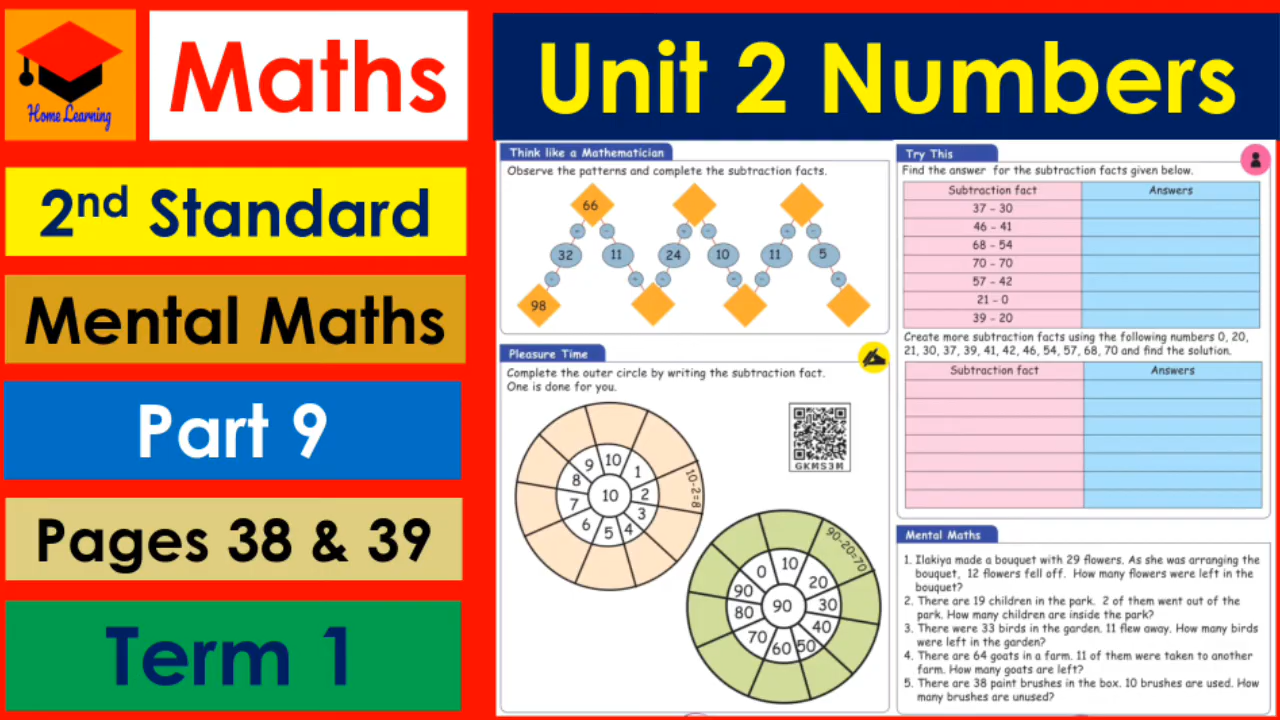 Home Learning
Maths
2nd Standard
Mental Maths
Part 9
Pages 38 & 39
Term 1
Unit 2 Numbers
Think like a Mathematician
Observe the patterns and complete the subtraction facts.
66
32 11 24 10 11 5
98
Pleasure Time
Complete the outer circle by writing the subtraction fact.
One is done for you.
10
10
1
2
3
4
5
6
7
8
9
10-2=8
GKMS3M
90
0
10
20
30
40
50
60
70
80
90
90-20=70
Try This
Find the answer for the subtraction facts given below.
Subtraction fact Answers
37 - 30
46 - 41
68 - 54
70 - 70
57 - 42
21 - 0
39 - 20
Create more subtraction facts using the following numbers 0, 20,
21, 30, 37, 39, 41, 42, 46, 54, 57, 68, 70 and find the solution.
Subtraction fact Answers
Mental Maths
1. Ilakiya made a bouquet with 29 flowers. As she was arranging the
bouquet, 12 flowers fell off. How many flowers were left in the
bouquet?
2. There are 19 children in the park. 2 of them went out of the
park. How many children are inside the park?
3. There were 33 birds in the garden. 11 flew away. How many birds
were left in the garden?
4. There are 64 goats in a farm. 11 of them were taken to another
farm. How many goats are left?
5. There are 38 paint brushes in the box. 10 brushes are used. How
many brushes are unused?